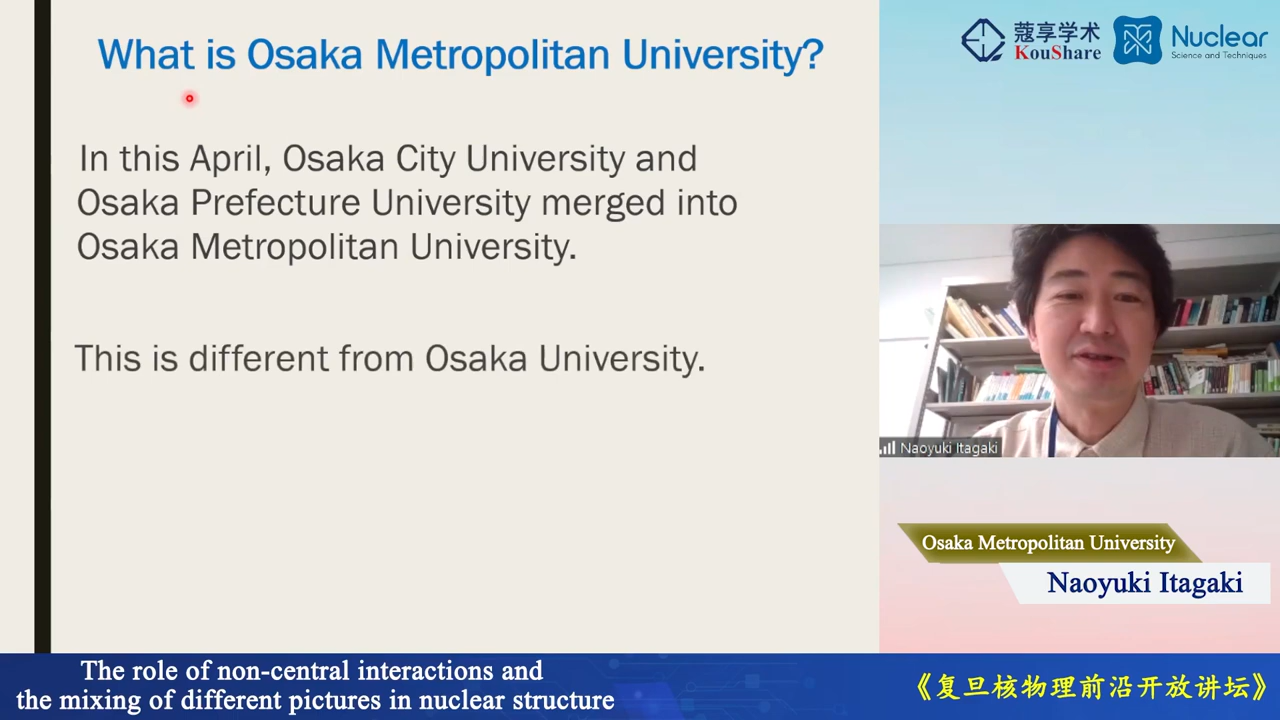 What is Osaka Metropolitan University?
In this April, Osaka City University and
Osaka Prefecture University merged into
Osaka Metropolitan University.
This is different from Osaka University.
蔻享学术
KouShare
Nuclear
Science and Techniques
Naoyuki Itagaki
Osaka Metropolitan University
Naoyuki Itagaki
The role of non-central interactions and
the mixing of different pictures in nuclear structure
《复旦核物理前沿开放讲坛》